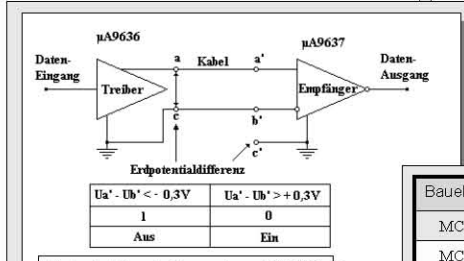 µA9636
µA9637
Daten-
Eingang
a
Kabel
a'
Daten-
Ausgang
Treiber
Empfänger
c
b'
c'
Erdpotentialdifferenz
Ua' - Ub' < - 0,3V
Ua' - Ub' > + 0,3V
1
0
Aus
Ein
MC
MC